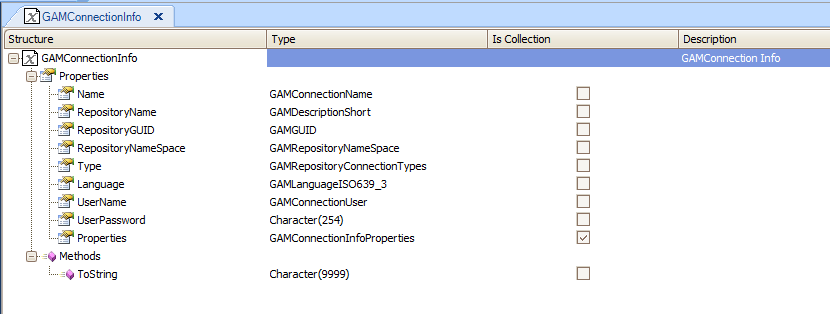 GAMConnectionInfo X
Structure Type Is Collection Description
GAMConnectionInfo GAMConnection Info
Properties
Name GAMConnectionName
RepositoryName GAMDescriptionShort
RepositoryGUID GAMGUID
RepositoryNameSpace GAMRepositoryNameSpace
Type GAMRepositoryConnectionTypes
Language GAMLanguageISO639_3
UserName GAMConnectionUser
UserPassword Character(254)
Properties GAMConnectionInfoProperties
Methods
ToString Character(9999)